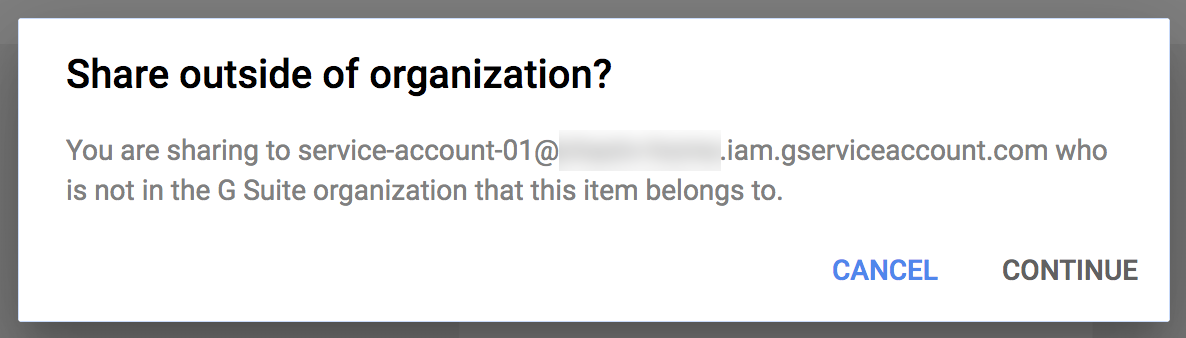 Share outside of organization?
You are sharing to service-account-01@ .iam.gserviceaccount.com who
is not in the G Suite organization that this item belongs to.
CANCEL CONTINUE